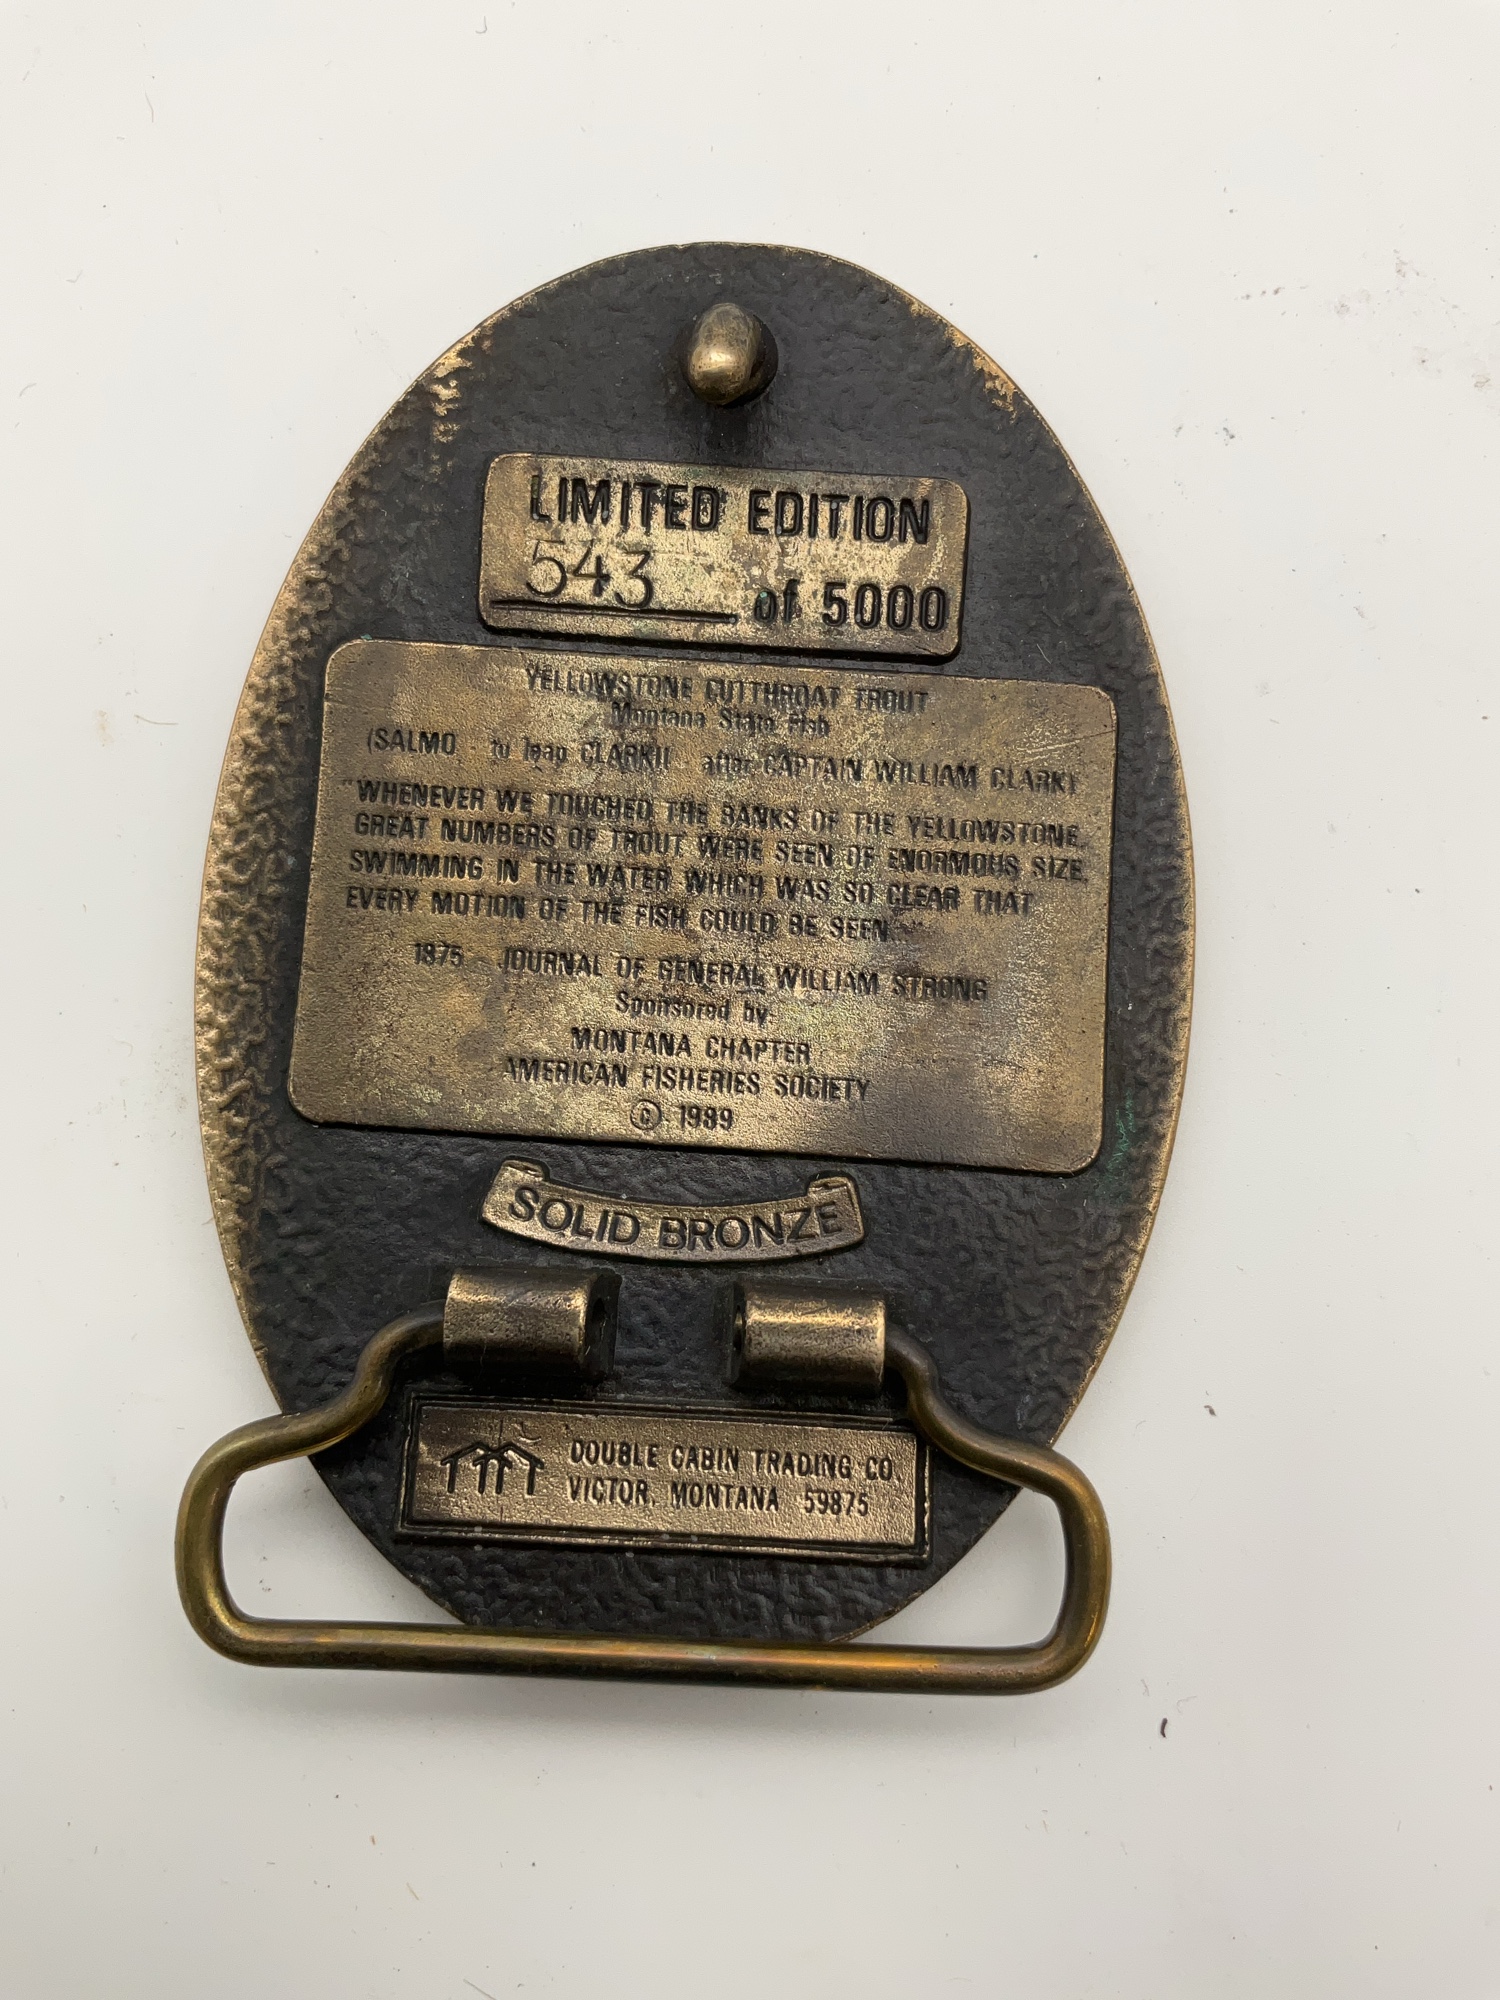 LIMITED EDITION
543 of 5000
YELLOWSTONE CUTTHROAT TROUT
Montana State Fish
(SALMO - to leap CLARKII - after CAPTAIN WILLIAM CLARK)
"WHENEVER WE TOUCHED THE BANKS OF THE YELLOWSTONE,
GREAT NUMBERS OF TROUT WERE SEEN OF ENORMOUS SIZE,
SWIMMING IN THE WATER WHICH WAS SO CLEAR THAT
EVERY MOTION OF THE FISH COULD BE SEEN."
1875 - JOURNAL OF GENERAL WILLIAM STRONG
Sponsored by:
MONTANA CHAPTER
AMERICAN FISHERIES SOCIETY
© 1989
SOLID BRONZE
DOUBLE CABIN TRADING CO.
VICTOR, MONTANA 59875